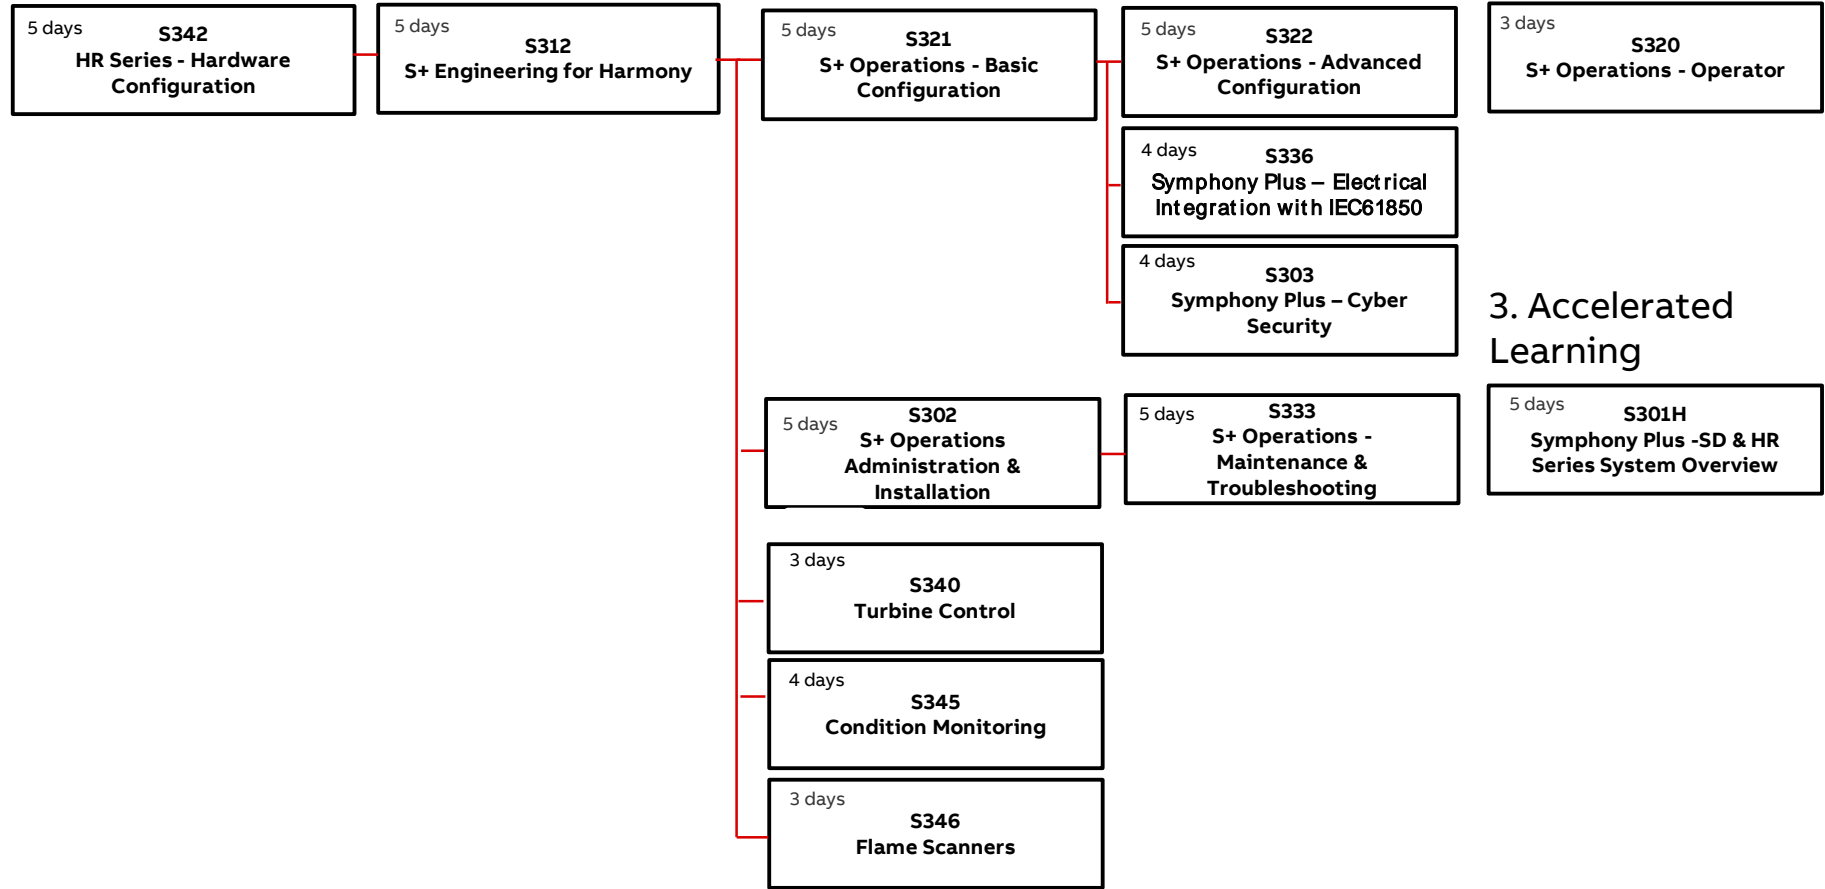 5 days
S342
HR Series - Hardware
Configuration
5 days
S312
S+ Engineering for Harmony
5 days
S321
S+ Operations - Basic
Configuration
5 days
S322
S+ Operations - Advanced
Configuration
3 days
S320
S+ Operations - Operator
4 days
S336
Symphony Plus – Electrical
Integration with IEC61850
4 days
S303
Symphony Plus – Cyber
Security
3. Accelerated
Learning
5 days
S302
S+ Operations
Administration &
Installation
5 days
S333
S+ Operations -
Maintenance &
Troubleshooting
5 days
S301H
Symphony Plus -SD & HR
Series System Overview
3 days
S340
Turbine Control
4 days
S345
Condition Monitoring
3 days
S346
Flame Scanners